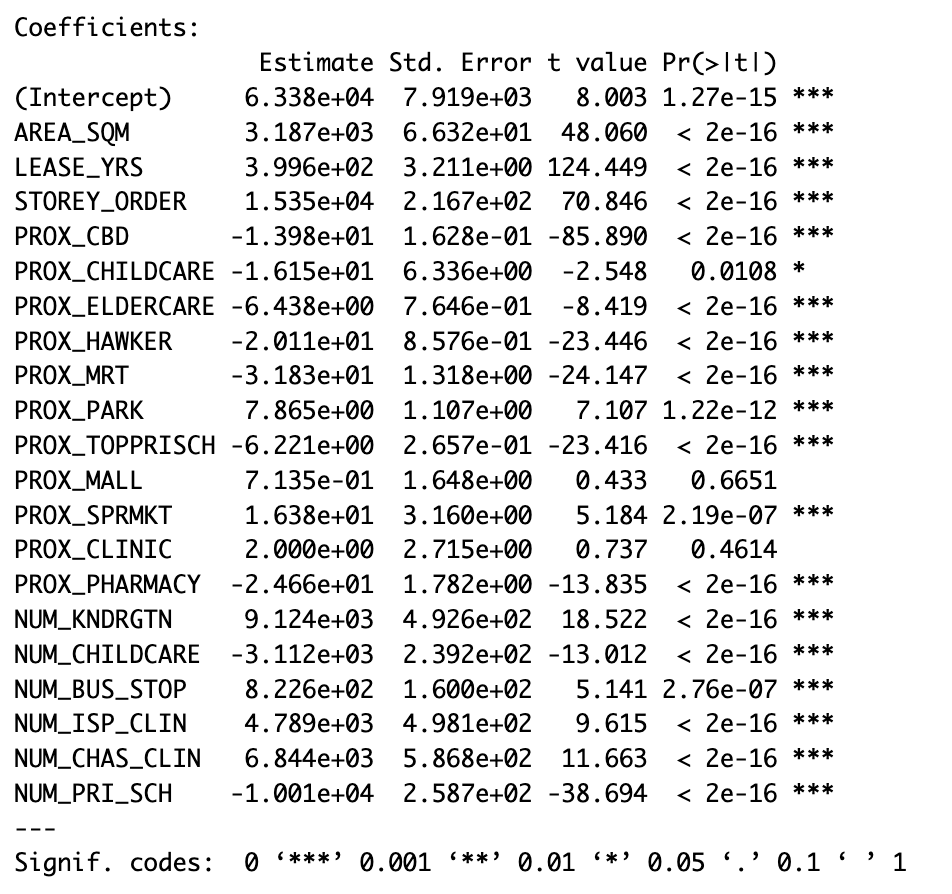 Coefficients:
                  Estimate Std. Error t value Pr(>|t|)
(Intercept)      6.338e+04  7.919e+03   8.003 1.27e-15 ***
AREA_SQM         3.187e+03  6.632e+01  48.060  < 2e-16 ***
LEASE_YRS        3.996e+02  3.211e+00 124.449  < 2e-16 ***
STOREY_ORDER     1.535e+04  2.167e+02  70.846  < 2e-16 ***
PROX_CBD        -1.398e+01  1.628e-01 -85.890  < 2e-16 ***
PROX_CHILDCARE  -1.615e+01  6.336e+00  -2.548   0.0108 *
PROX_ELDERCARE  -6.438e+00  7.646e-01  -8.419  < 2e-16 ***
PROX_HAWKER     -2.011e+01  8.576e-01 -23.446  < 2e-16 ***
PROX_MRT        -3.183e+01  1.318e+00 -24.147  < 2e-16 ***
PROX_PARK        7.865e+00  1.107e+00   7.107 1.22e-12 ***
PROX_TOPPRISCH  -6.221e+00  2.657e-01 -23.416  < 2e-16 ***
PROX_MALL        7.135e-01  1.648e+00   0.433   0.6651
PROX_SPRMKT      1.638e+01  3.160e+00   5.184 2.19e-07 ***
PROX_CLINIC      2.000e+00  2.715e+00   0.737   0.4614
PROX_PHARMACY   -2.466e+01  1.782e+00 -13.835  < 2e-16 ***
NUM_KNDRGTN      9.124e+03  4.926e+02  18.522  < 2e-16 ***
NUM_CHILDCARE   -3.112e+03  2.392e+02 -13.012  < 2e-16 ***
NUM_BUS_STOP     8.226e+02  1.600e+02   5.141 2.76e-07 ***
NUM_ISP_CLIN     4.789e+03  4.981e+02   9.615  < 2e-16 ***
NUM_CHAS_CLIN    6.844e+03  5.868e+02  11.663  < 2e-16 ***
NUM_PRI_SCH     -1.001e+04  2.587e+02 -38.694  < 2e-16 ***
---
Signif. codes:  0 ‘***’ 0.001 ‘**’ 0.01 ‘*’ 0.05 ‘.’ 0.1 ‘ ’ 1